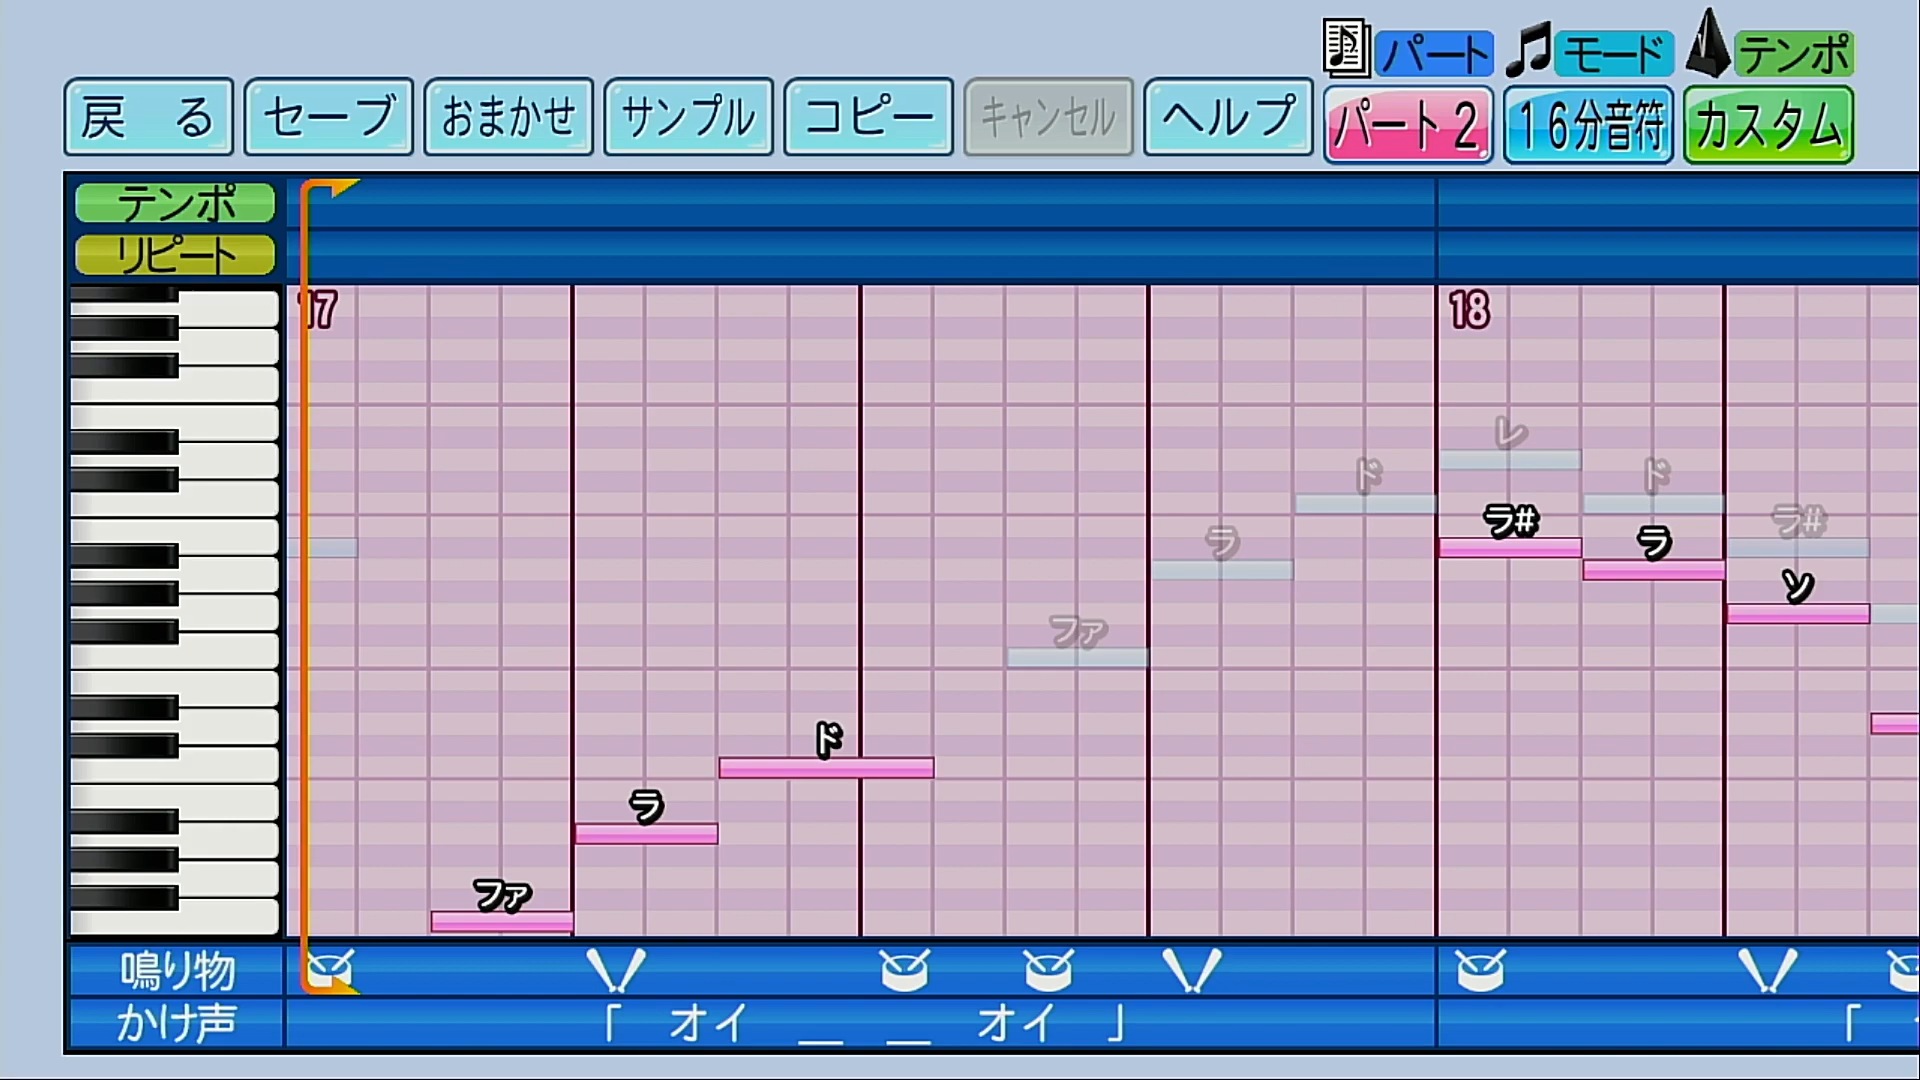 パート モード テンポ
戻る セーブ おまかせ サンプル コピー キャンセル ヘルプ パート2 16分音符 カスタム
テンポ
リピート
17 18
レ
ド ド
ラ# ラ#
ラ ラ
ソ
ファ
ド
ラ
ファ
鳴り物
かけ声 「 オイ __ __ オイ 」 「